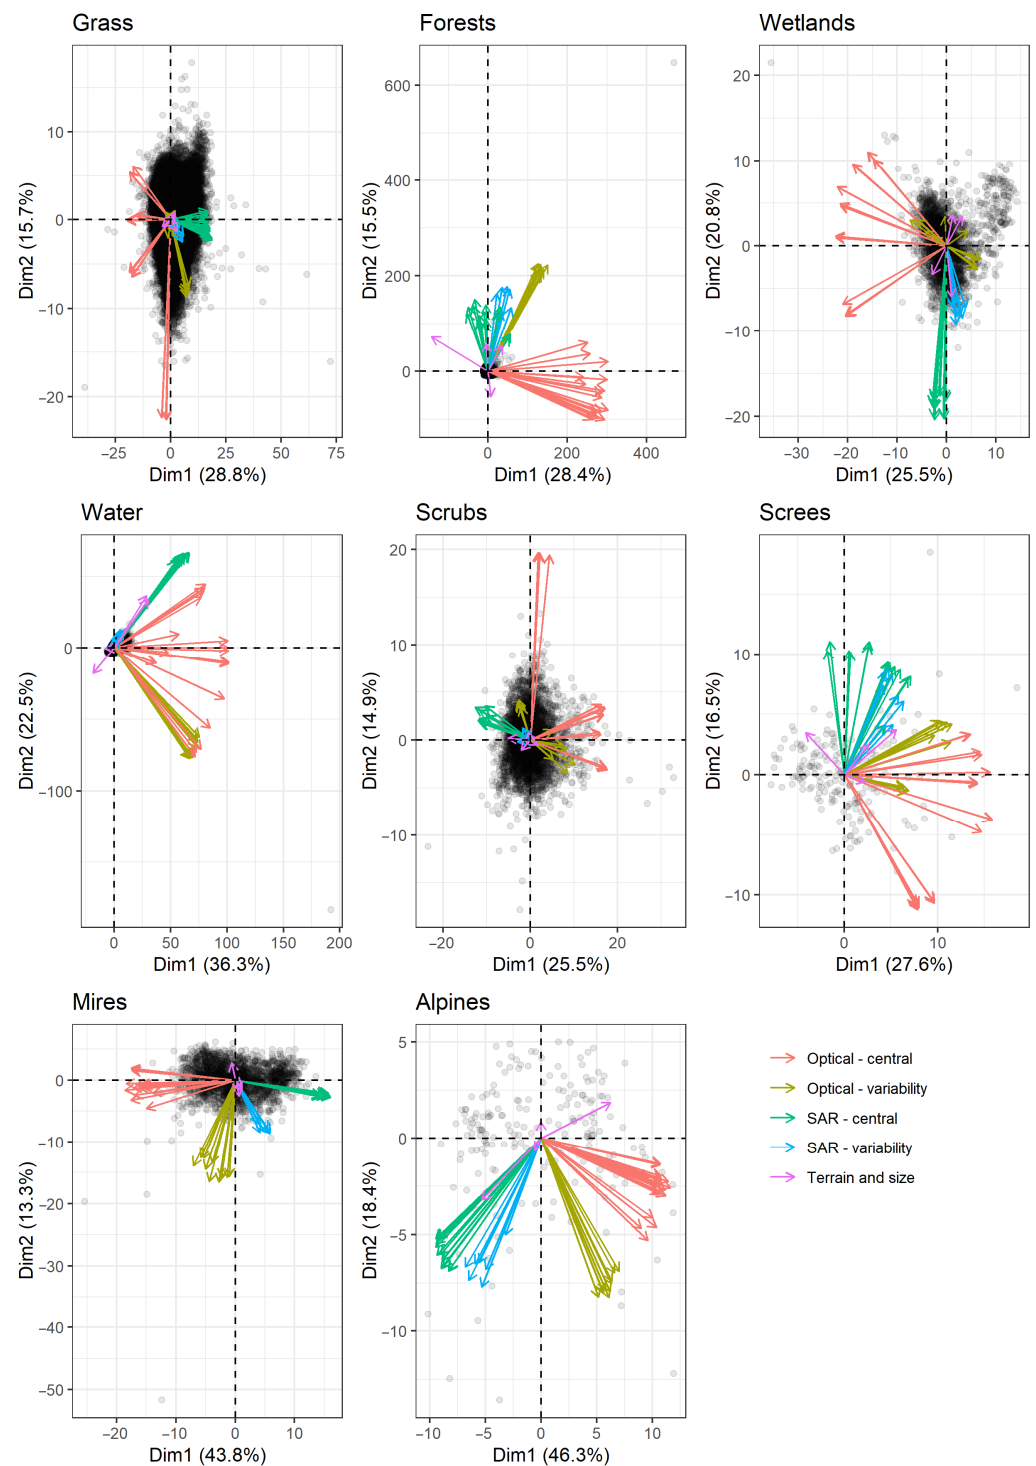 Grass
Forests
Wetlands
10
0
−10
−20
Dim2 (15.7%)
−25
0
25
50
75
Dim1 (28.8%)
600
400
200
0
Dim2 (15.5%)
0
200
400
Dim1 (28.4%)
20
10
0
−10
−20
Dim2 (20.8%)
−30
−20
−10
0
10
Dim1 (25.5%)
Water
Scrubs
Screes
0
−100
Dim2 (22.5%)
0
50
100
150
200
Dim1 (36.3%)
20
10
0
−10
Dim2 (14.9%)
−20
0
20
Dim1 (25.5%)
10
0
−10
Dim2 (16.5%)
0
10
Dim1 (27.6%)
Mires
Alpines
0
−10
−20
−30
−40
−50
Dim2 (13.3%)
−20
−10
0
10
Dim1 (43.8%)
5
0
−5
−10
Dim2 (18.4%)
−10
−5
0
5
10
Dim1 (46.3%)
Optical - central
Optical - variability
SAR - central
SAR - variability
Terrain and size